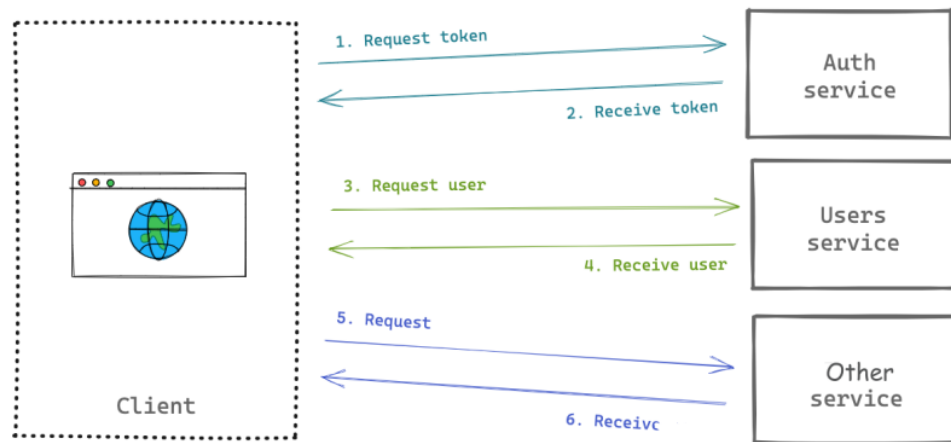 1. Request token
Auth
service
2. Receive token
3. Request user
Users
service
4. Receive user
5. Request
Other
service
6. Receivc
Client